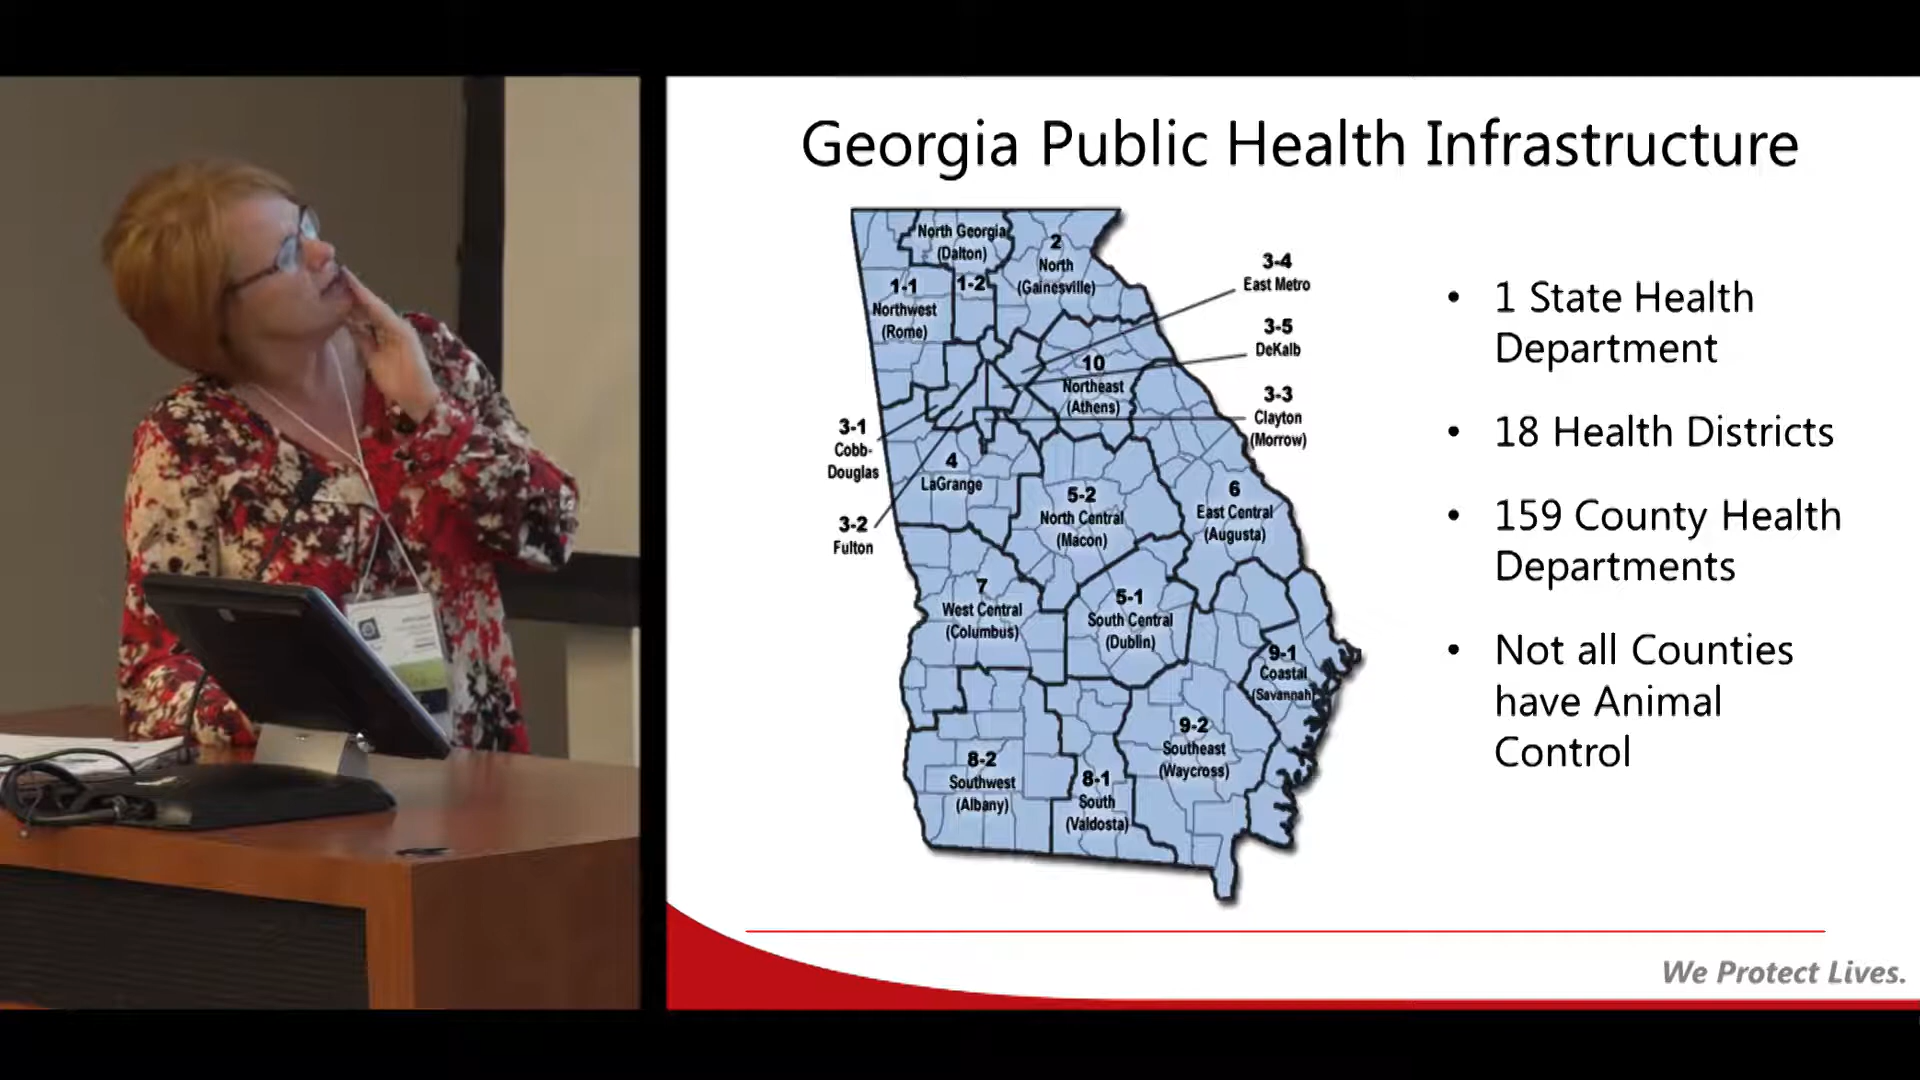 Georgia Public Health Infrastructure
North Georgia
(Dalton)
1-2
2
North
(Gainesville)
1-1
Northwest
(Rome)
3-4
East Metro
3-5
DeKalb
10
Northeast
(Athens)
3-3
Clayton
(Morrow)
3-1
Cobb-
Douglas
4
LaGrange
3-2
Fulton
5-2
North Central
(Macon)
6
East Central
(Augusta)
7
West Central
(Columbus)
5-1
South Central
(Dublin)
9-1
Coastal
(Savannah)
9-2
Southeast
(Waycross)
8-2
Southwest
(Albany)
8-1
South
(Valdosta)
• 1 State Health
Department
• 18 Health Districts
• 159 County Health
Departments
• Not all Counties
have Animal
Control
We Protect Lives.